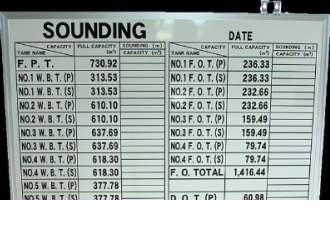 SOUNDING DATE
CAPACITY FULL CAPACITY (m³) SOUNDING (m) CAPACITY FULL CAPACITY (m³) SOUNDING (m)
TANK NAME CAPACITY (m³) TANK NAME CAPACITY (m³)
F. P. T. 730.92 NO.1 F. O. T. (P) 236.33
NO.1 W. B. T. (P) 313.53 NO.1 F. O. T. (S) 236.33
NO.1 W. B. T. (S) 313.53 NO.2 F. O. T. (P) 232.66
NO.2 W. B. T. (P) 610.10 NO.2 F. O. T. (S) 232.66
NO.2 W. B. T. (S) 610.10 NO.3 F. O. T. (P) 159.49
NO.3 W. B. T. (P) 637.69 NO.3 F. O. T. (S) 159.49
NO.3 W. B. T. (S) 637.69 NO.4 F. O. T. (P) 79.74
NO.4 W. B. T. (P) 618.30 NO.4 F. O. T. (S) 79.74
NO.4 W. B. T. (S) 618.30 F. O. TOTAL 1,416.44
NO.5 W. B. T. (P) 377.78
NO.5 W. B. T. (S) 377.78 D. O. T. (P) 60.98